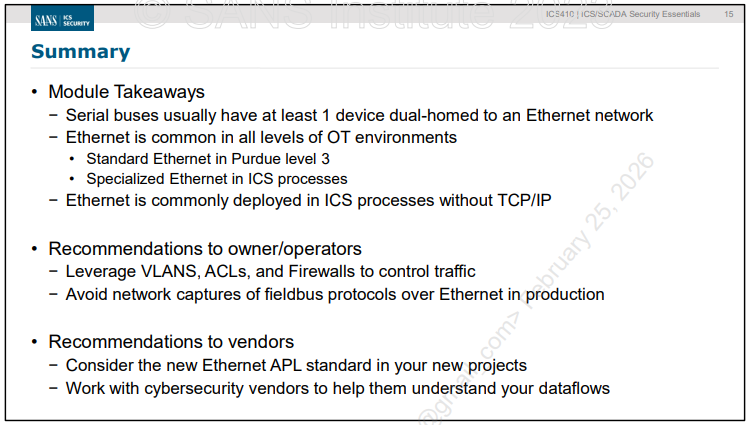 © SANS Institute 2026
SANS ICS SECURITY
ICS410 | ICS/SCADA Security Essentials 15
Summary
• Module Takeaways
− Serial buses usually have at least 1 device dual-homed to an Ethernet network
− Ethernet is common in all levels of OT environments
• Standard Ethernet in Purdue level 3
• Specialized Ethernet in ICS processes
− Ethernet is commonly deployed in ICS processes without TCP/IP
• Recommendations to owner/operators
− Leverage VLANS, ACLs, and Firewalls to control traffic
− Avoid network captures of fieldbus protocols over Ethernet in production
• Recommendations to vendors
− Consider the new Ethernet APL standard in your new projects
− Work with cybersecurity vendors to help them understand your dataflows
@gmail.com> February 25, 2026